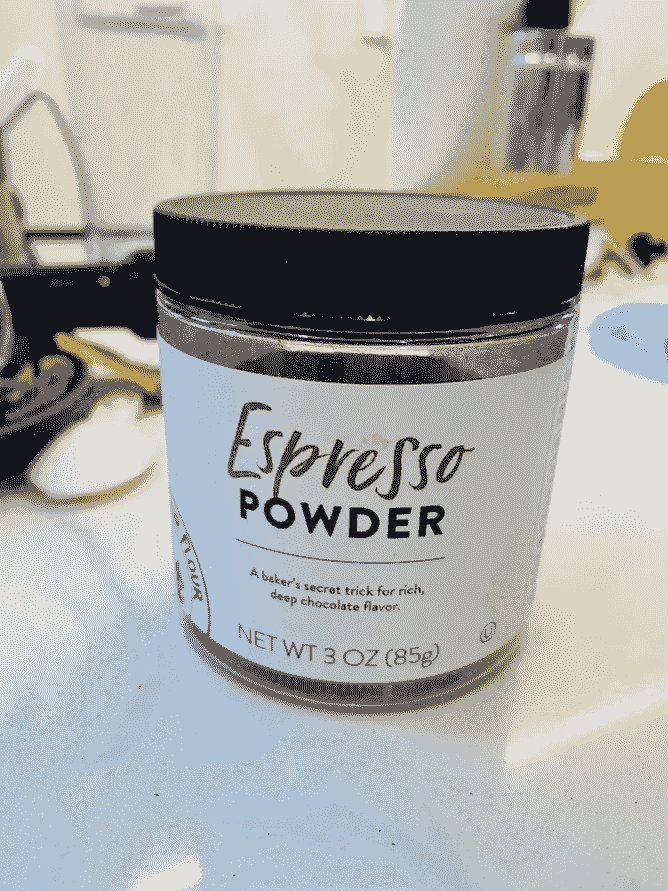 Espresso
POWDER
A baker's secret trick for rich,
deep chocolate flavor.
NET WT 3 OZ (85g)
U
FLOUR